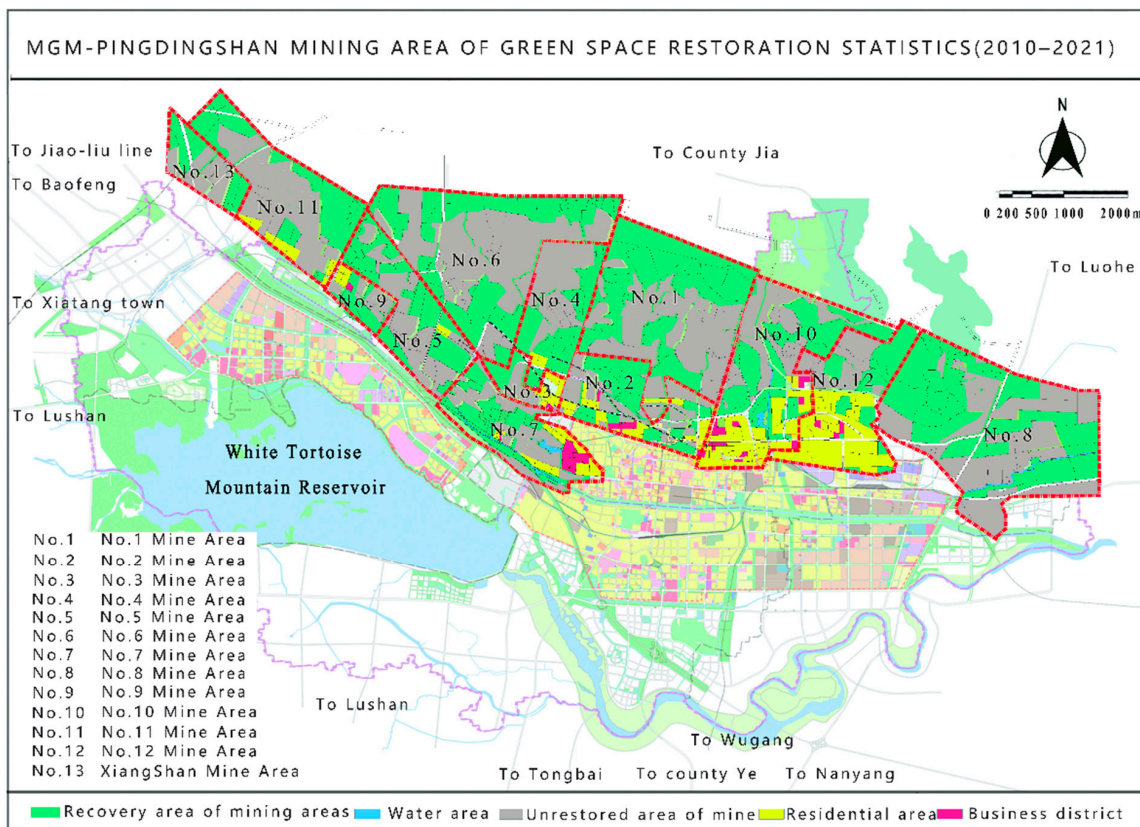 MGM-PINGDINGSHAN MINING AREA OF GREEN SPACE RESTORATION STATISTICS(2010–2021)
N
To Jiao-liu line
To County Jia
To Baofeng
No.13
0 200 500 1000 2000m
No.11
No.6
To Luohe
To Xiatang town
No.9
No.4
No.1
No.5
No.10
No.3
No.2
No.12
To Lushan
No.7
No.8
White Tortoise
Mountain Reservoir
No.1 No.1 Mine Area
No.2 No.2 Mine Area
No.3 No.3 Mine Area
No.4 No.4 Mine Area
No.5 No.5 Mine Area
No.6 No.6 Mine Area
No.7 No.7 Mine Area
No.8 No.8 Mine Area
No.9 No.9 Mine Area
No.10 No.10 Mine Area
No.11 No.11 Mine Area
No.12 No.12 Mine Area
No.13 XiangShan Mine Area
To Lushan
To Wugang
To Tongbai To county Ye To Nanyang
Recovery area of mining areas Water area Unrestored area of mine Residential area Business district